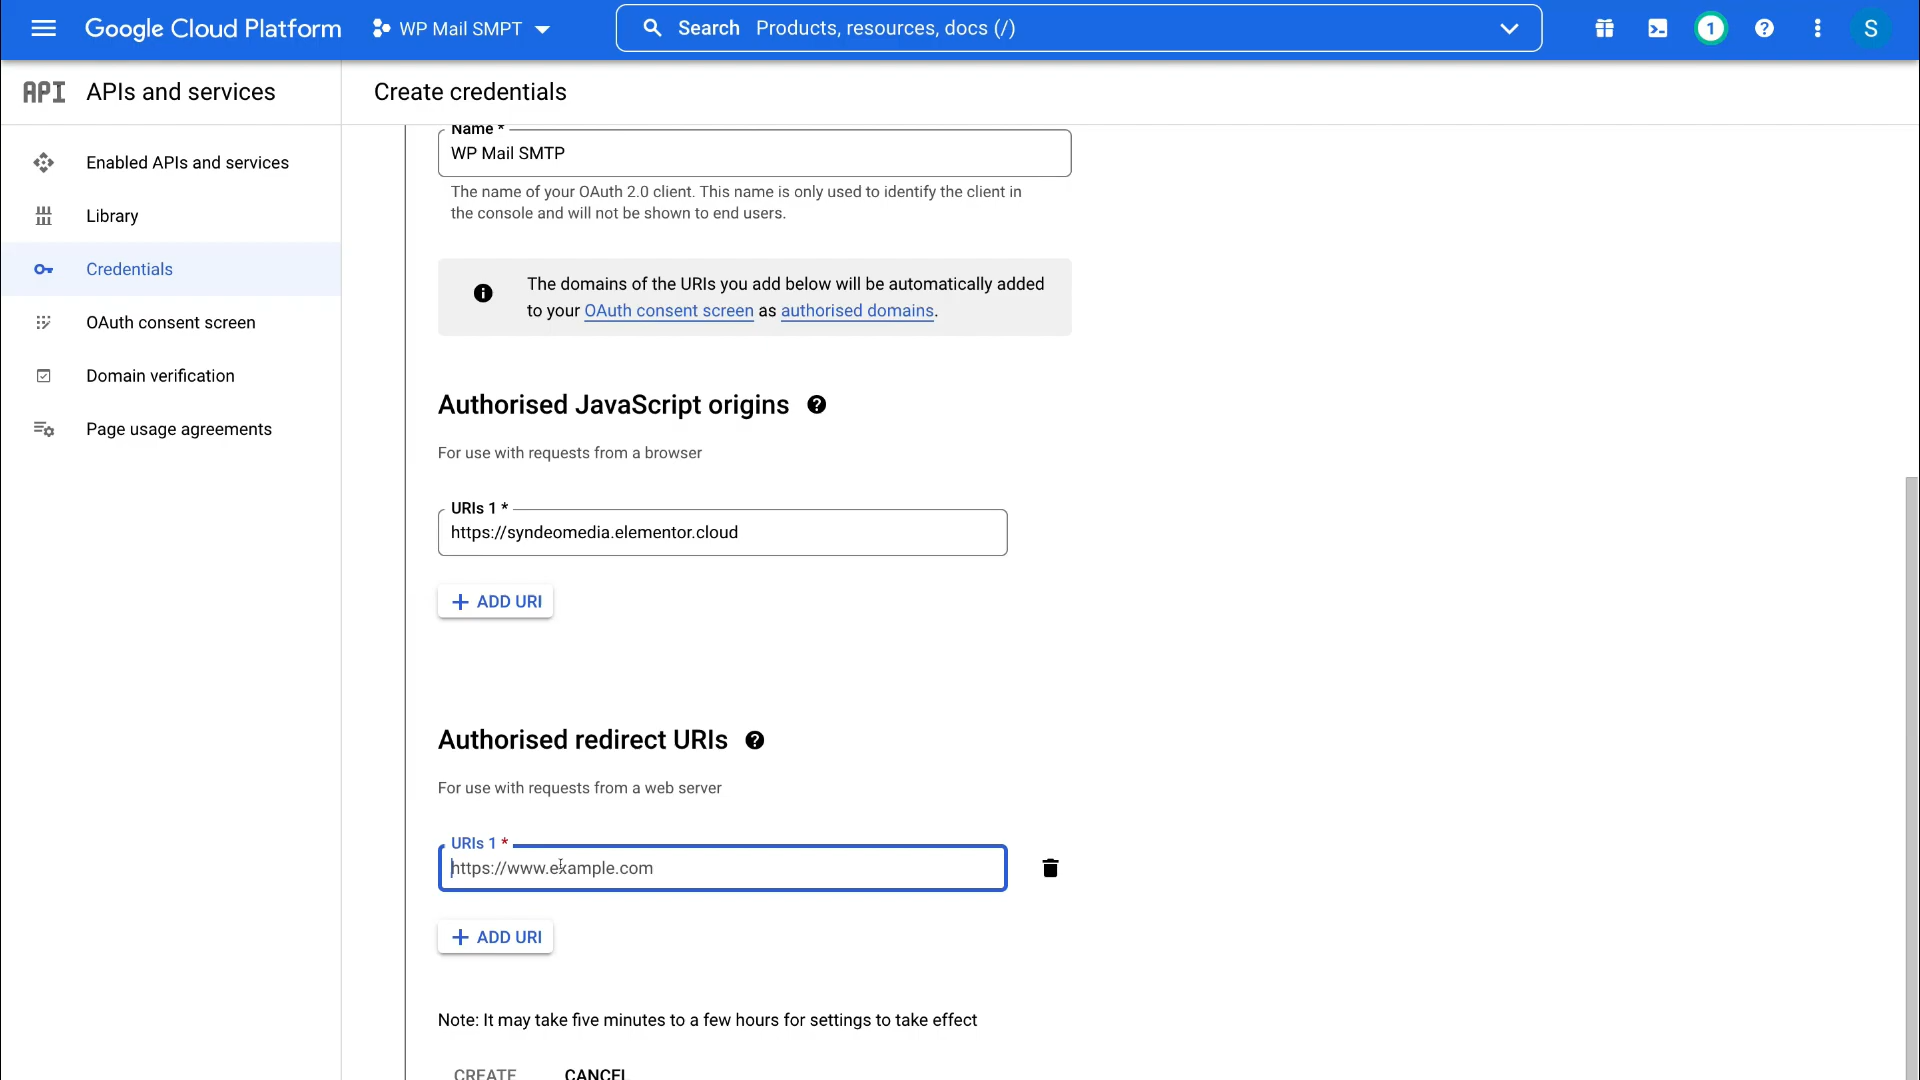 Google Cloud Platform
WP Mail SMPT
Search Products, resources, docs (/)
1
S
API APIs and services
Create credentials
Enabled APIs and services
Library
Credentials
OAuth consent screen
Domain verification
Page usage agreements
Name *
WP Mail SMTP
The name of your OAuth 2.0 client. This name is only used to identify the client in
the console and will not be shown to end users.
The domains of the URIs you add below will be automatically added
to your OAuth consent screen as authorised domains.
Authorised JavaScript origins
For use with requests from a browser
URIs 1 *
https://syndeomedia.elementor.cloud
+ ADD URI
Authorised redirect URIs
For use with requests from a web server
URIs 1 *
https://www.example.com
+ ADD URI
Note: It may take five minutes to a few hours for settings to take effect
CREATE CANCEL